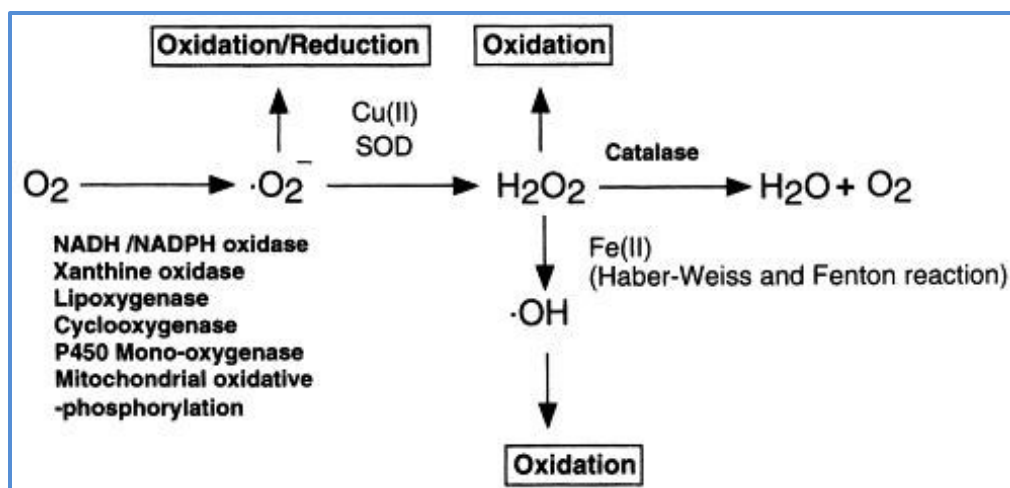 Oxidation/Reduction
Oxidation
Cu(II)
SOD
Catalase
O2
·O2‾
H2O2
H2O + O2
NADH /NADPH oxidase
Xanthine oxidase
Lipoxygenase
Cyclooxygenase
P450 Mono-oxygenase
Mitochondrial oxidative
-phosphorylation
Fe(II)
(Haber-Weiss and Fenton reaction)
·OH
Oxidation